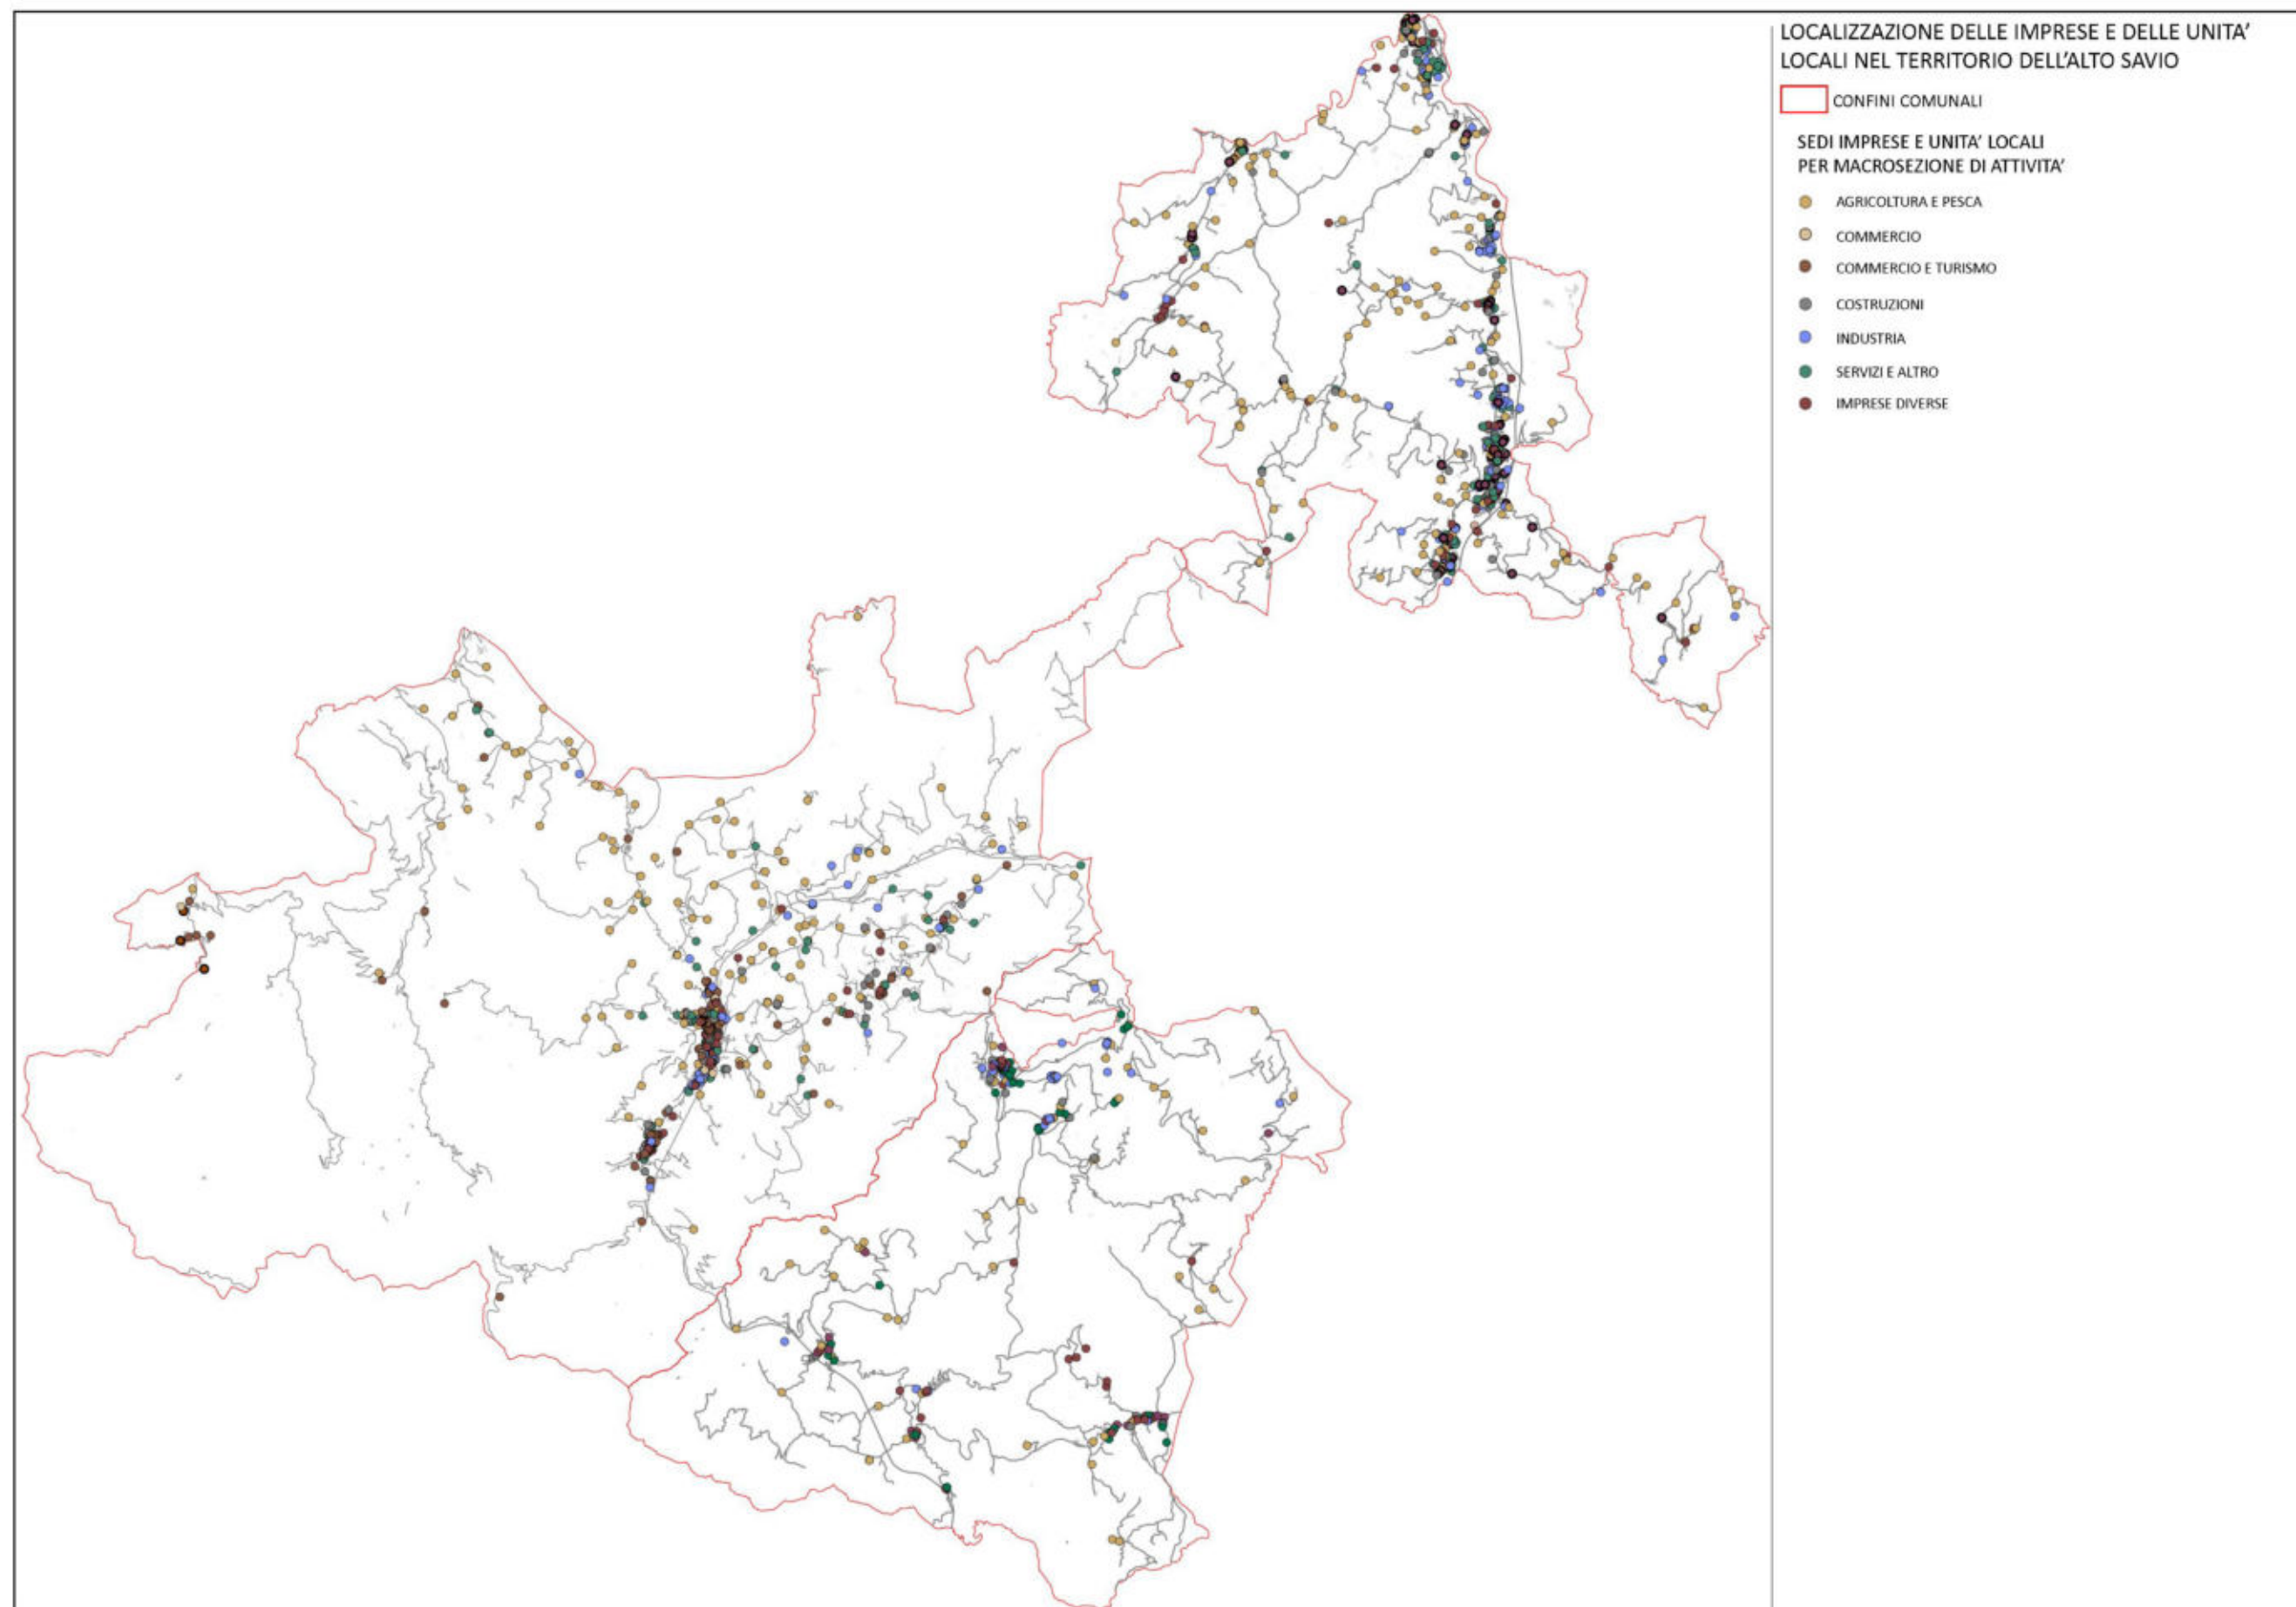 LOCALIZZAZIONE DELLE IMPRESE E DELLE UNITA'
LOCALI NEL TERRITORIO DELL'ALTO SAVIO
CONFINI COMUNALI
SEDI IMPRESE E UNITA' LOCALI
PER MACROSEZIONE DI ATTIVITA'
AGRICOLTURA E PESCA
COMMERCIO
COMMERCIO E TURISMO
COSTRUZIONI
INDUSTRIA
SERVIZI E ALTRO
IMPRESE DIVERSE